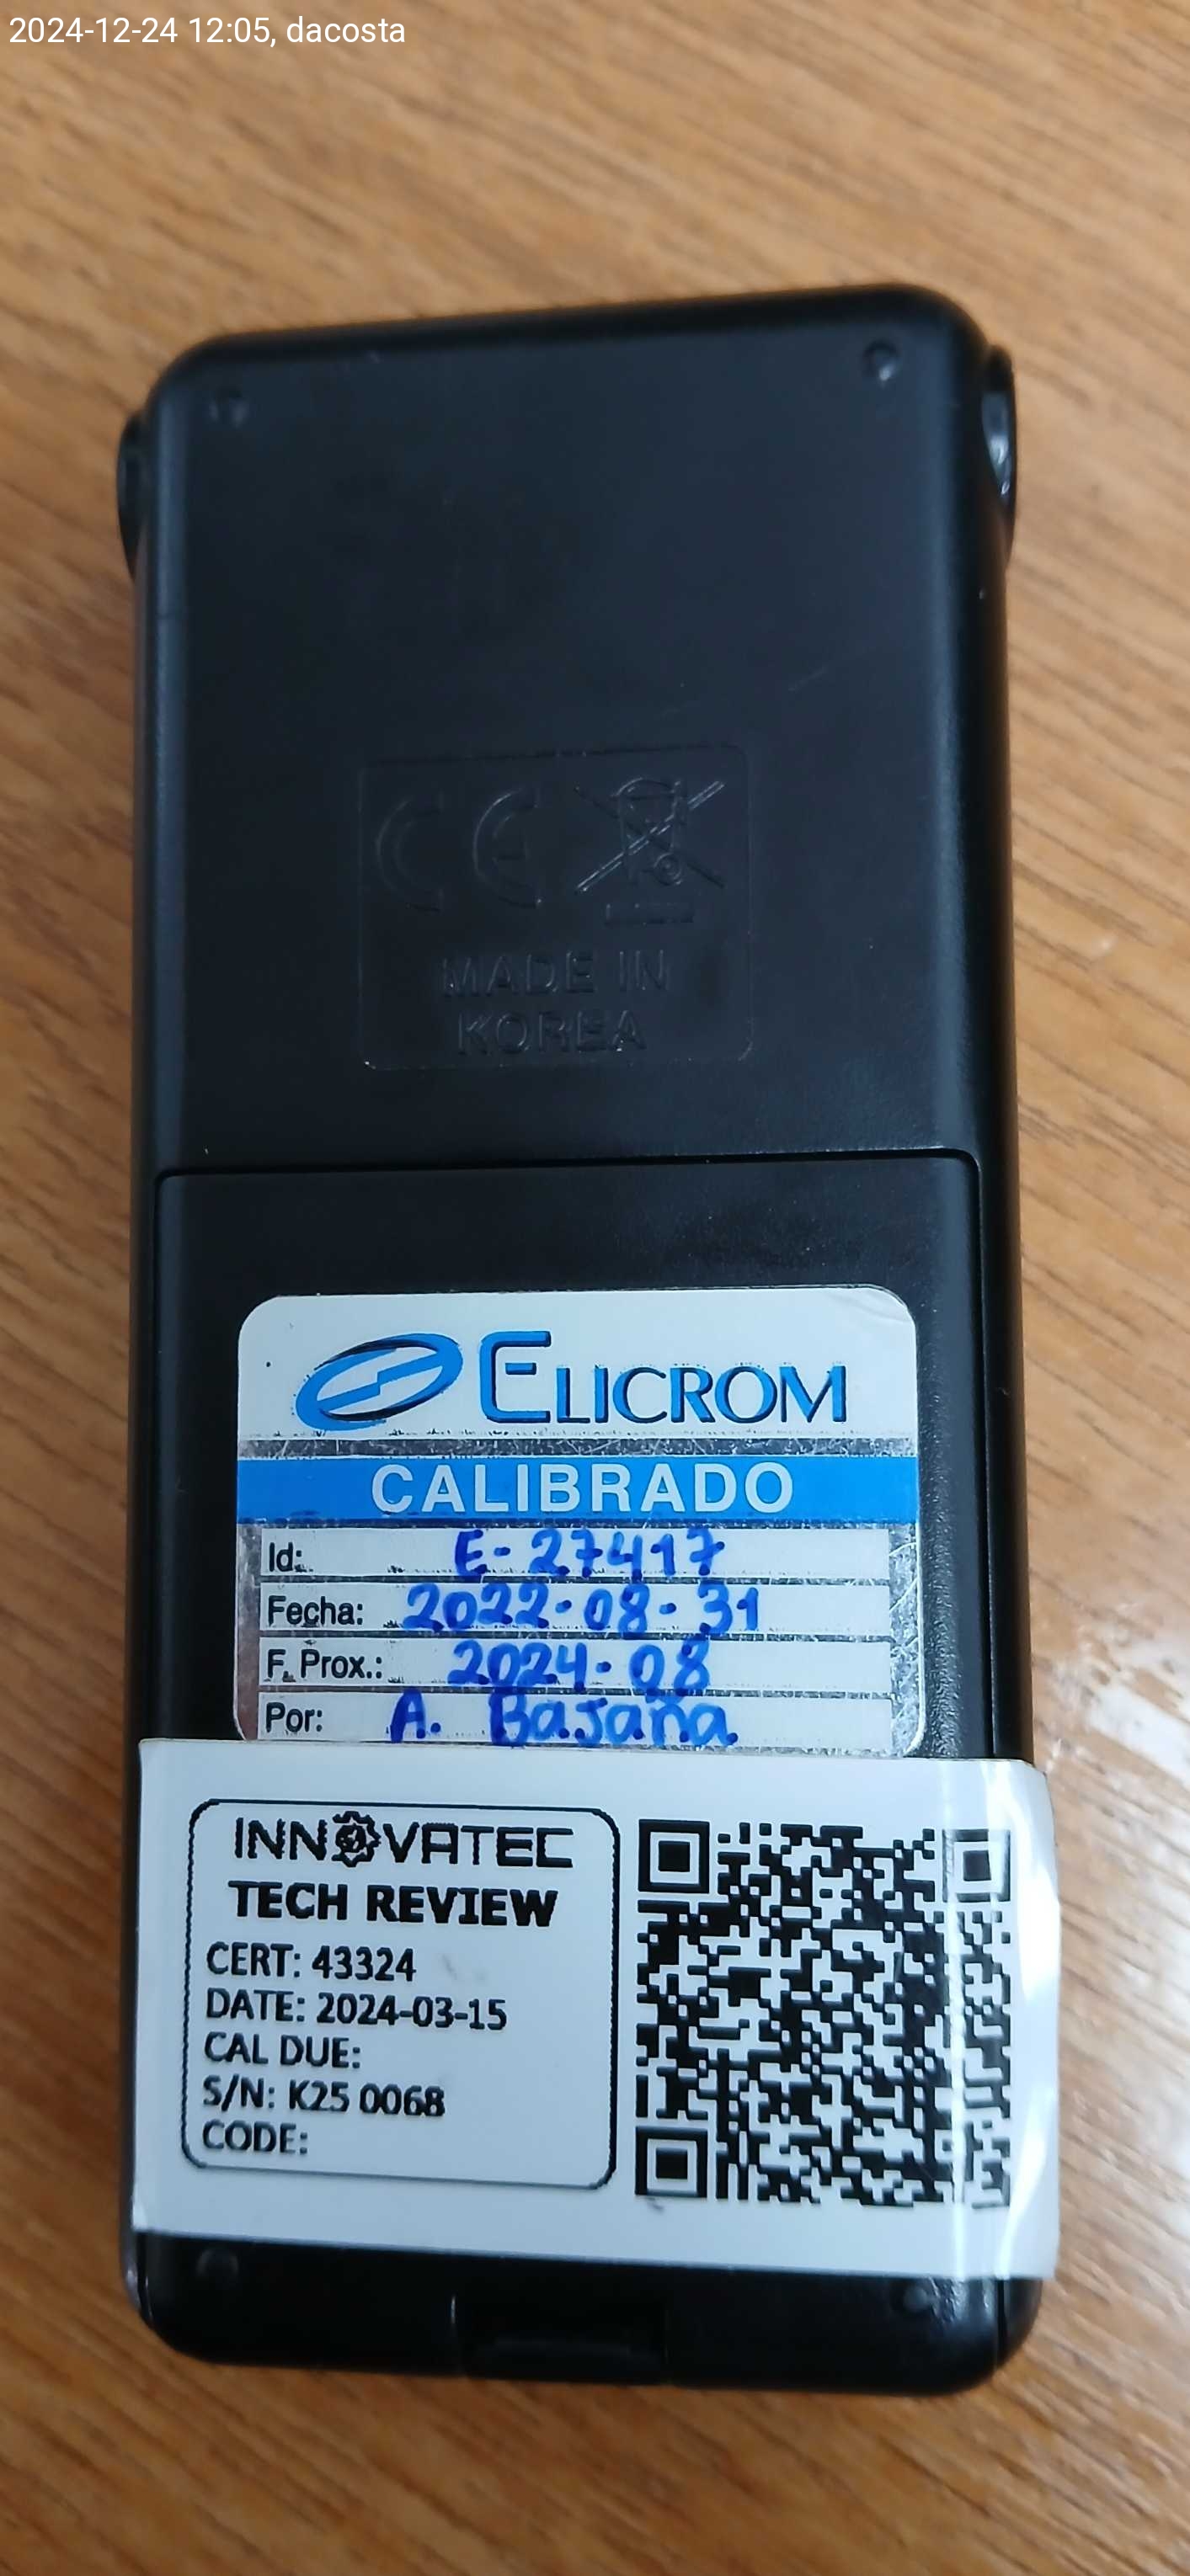 2024-12-24 12:05, dacosta
CE
MADE IN
KOREA
ELICROM
CALIBRADO
Id: E-27417
Fecha: 2022-08-31
F. Prox.: 2024-08
Por: A. Bajaña
INNOVATEC
TECH REVIEW
CERT: 43324
DATE: 2024-03-15
CAL DUE:
S/N: K25 0068
CODE: